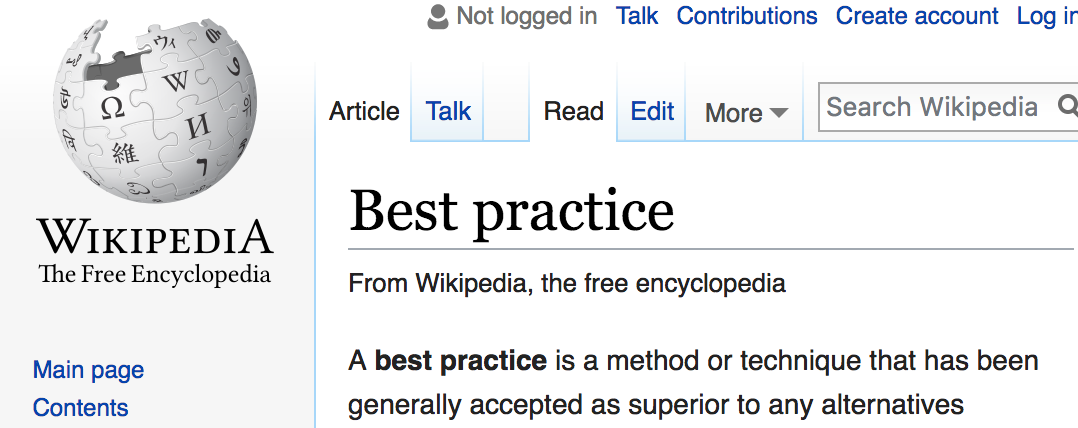 Not logged in Talk Contributions Create account Log in
Article Talk Read Edit More Search Wikipedia
Ω W И 維 ウィ 7
WIKIPEDIA
The Free Encyclopedia
Best practice
From Wikipedia, the free encyclopedia
A best practice is a method or technique that has been
generally accepted as superior to any alternatives
Main page
Contents